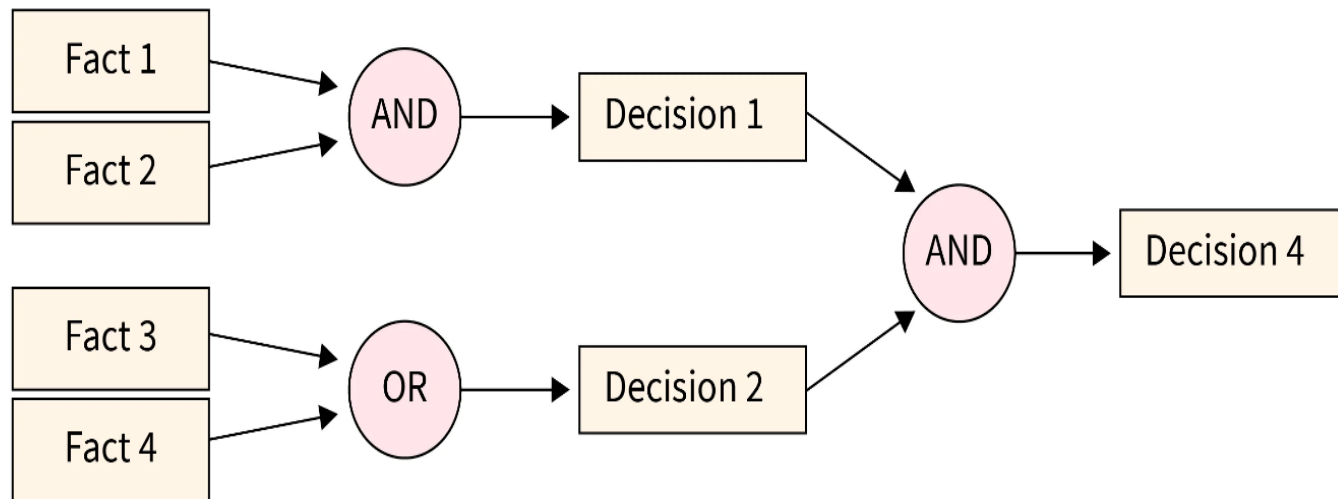 Fact 1
Fact 2
AND
Decision 1
Fact 3
Fact 4
OR
Decision 2
AND
Decision 4